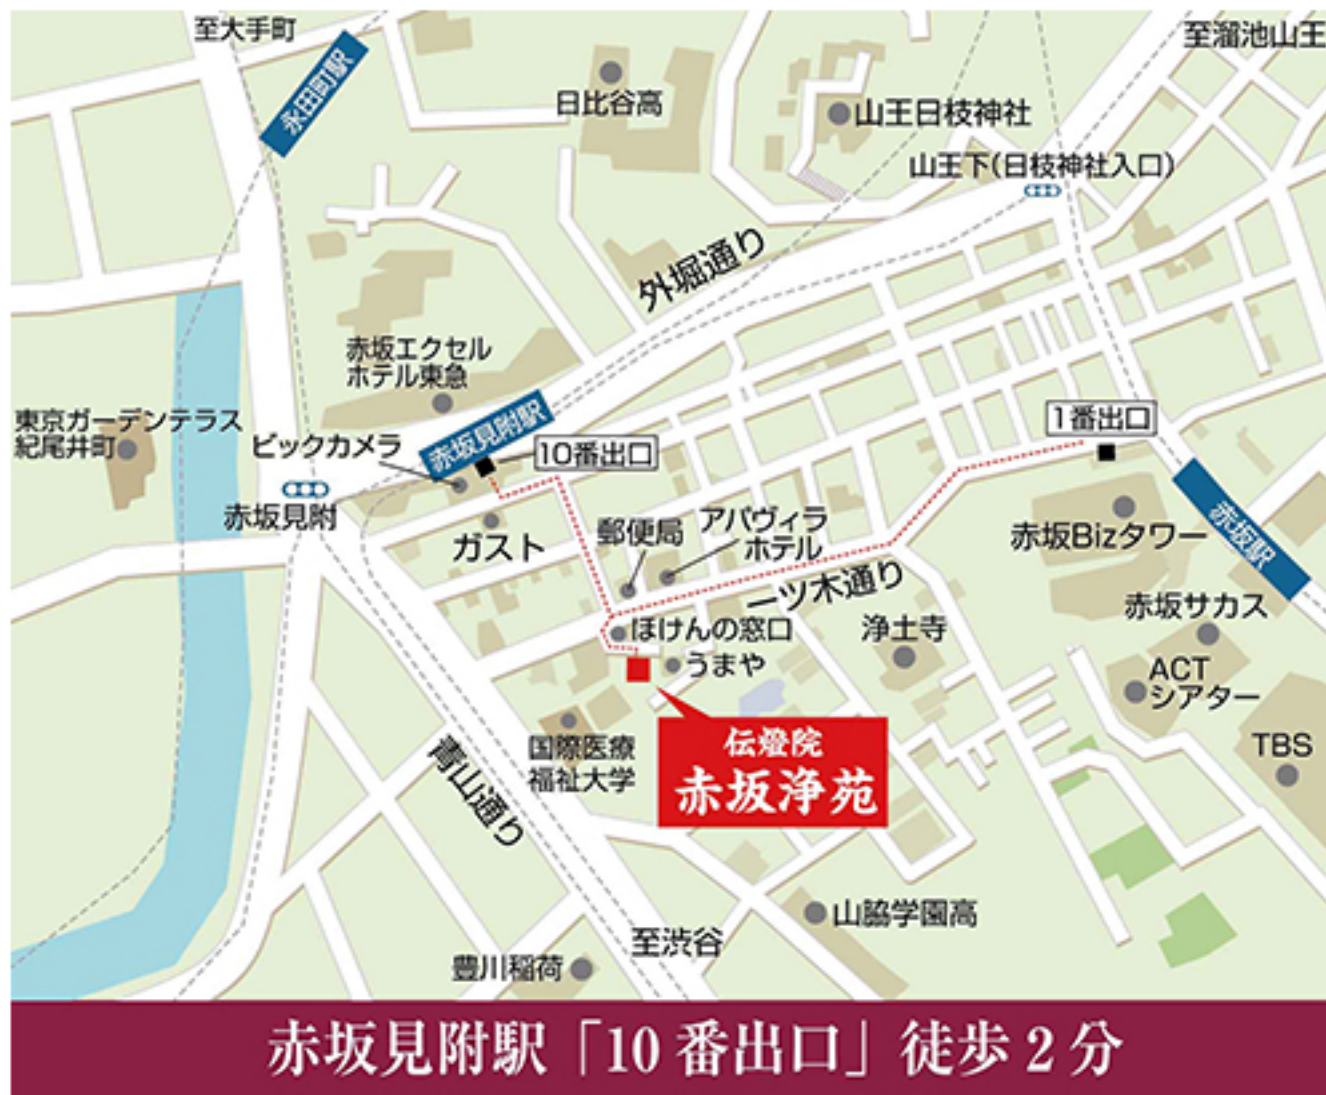 至大手町
永田町駅
日比谷高
山王日枝神社
至溜池山王
山王下(日枝神社入口)
外堀通り
赤坂エクセル
ホテル東急
東京ガーデンテラス
紀尾井町
ビックカメラ
赤坂見附駅
10番出口
1番出口
赤坂見附
ガスト
郵便局
アパヴィラ
ホテル
赤坂Bizタワー
赤坂駅
一ツ木通り
赤坂サカス
ほけんの窓口
浄土寺
うまや
ACT
シアター
国際医療
福祉大学
伝燈院
赤坂浄苑
TBS
青山通り
山脇学園高
至渋谷
豊川稲荷
赤坂見附駅「10番出口」徒歩2分